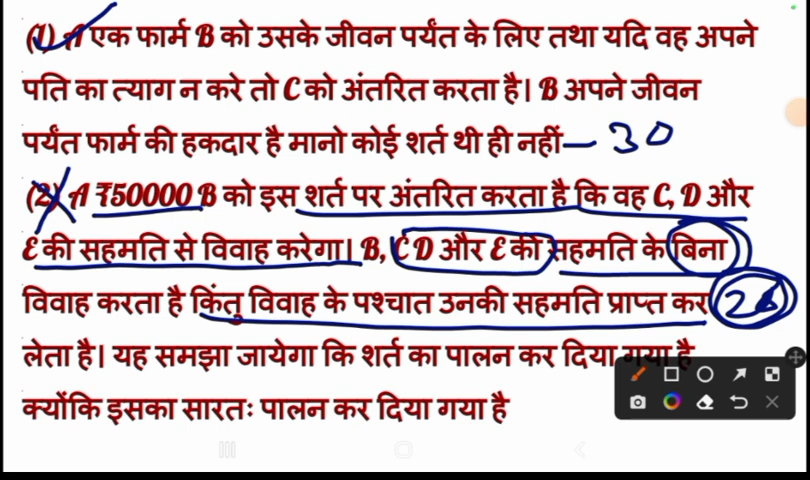 (1) A एक फार्म B को उसके जीवन पर्यंत के लिए तथा यदि वह अपने
पति का त्याग न करे तो C को अंतरित करता है। B अपने जीवन
पर्यंत फार्म की हकदार है मानो कोई शर्त थी ही नहीं— 30
(2) A ₹50000 B को इस शर्त पर अंतरित करता है कि वह C, D और
E की सहमति से विवाह करेगा। B, C D और E की सहमति के बिना
विवाह करता है किंतु विवाह के पश्चात उनकी सहमति प्राप्त कर 26
लेता है। यह समझा जायेगा कि शर्त का पालन कर दिया गया है
क्योंकि इसका सारतः पालन कर दिया गया है